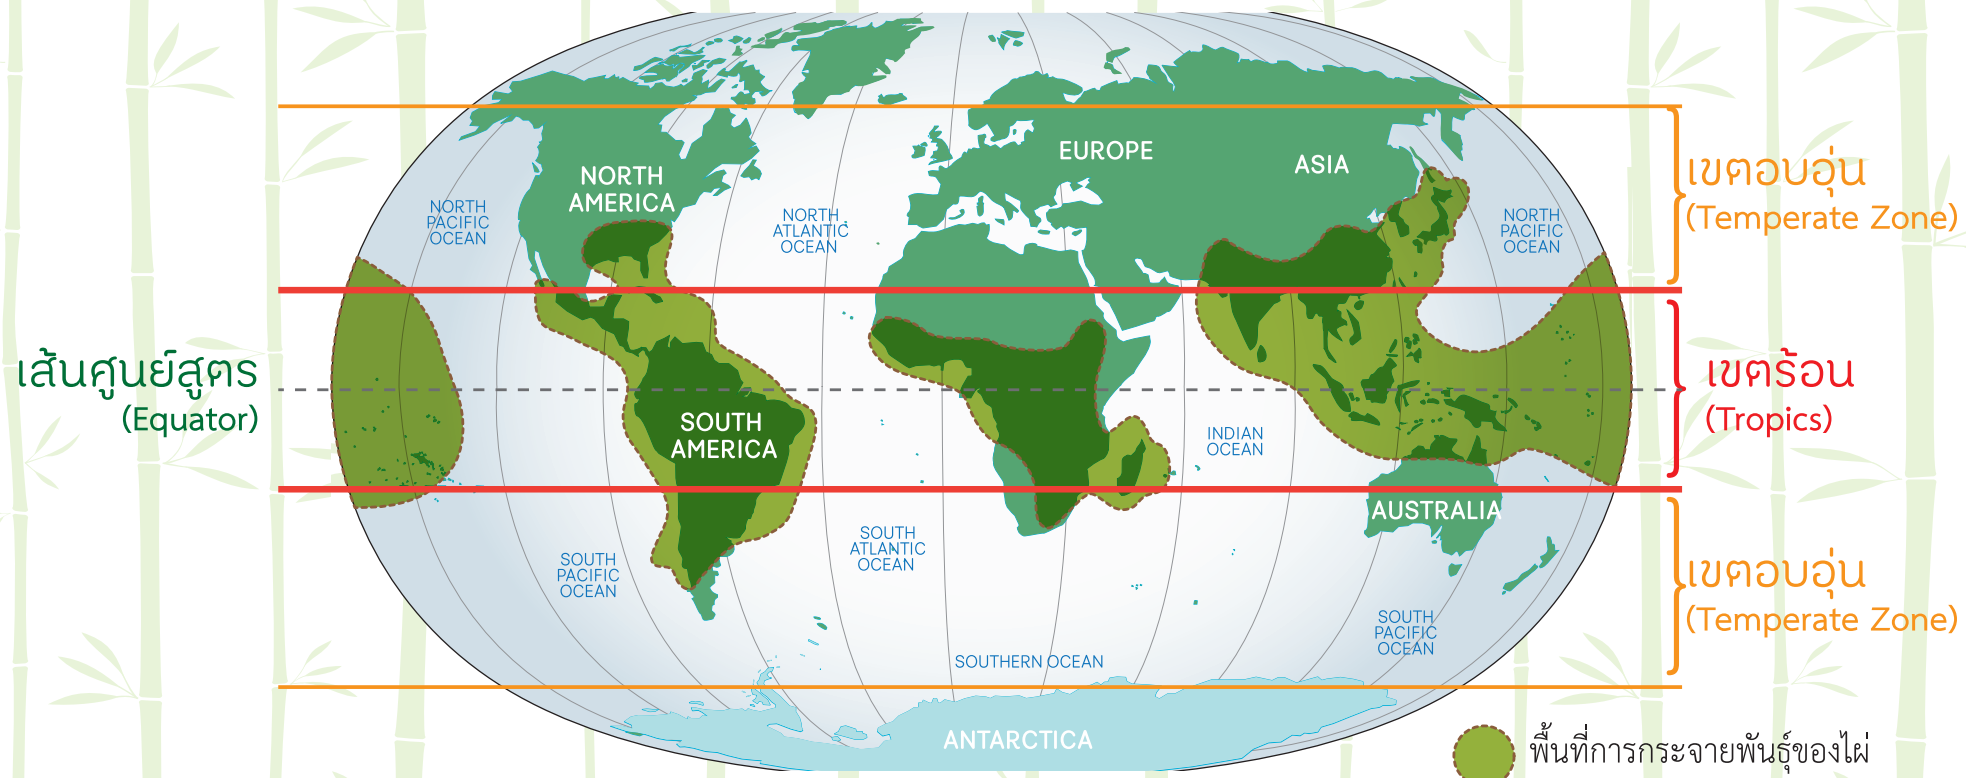 NORTH
AMERICA
EUROPE
ASIA
NORTH
PACIFIC
OCEAN
NORTH
ATLANTIC
OCEAN
NORTH
PACIFIC
OCEAN
เขตอบอุ่น
(Temperate Zone)
เส้นศูนย์สูตร
(Equator)
เขตร้อน
(Tropics)
SOUTH
AMERICA
INDIAN
OCEAN
AUSTRALIA
SOUTH
PACIFIC
OCEAN
SOUTH
ATLANTIC
OCEAN
เขตอบอุ่น
(Temperate Zone)
SOUTH
PACIFIC
OCEAN
SOUTHERN OCEAN
ANTARCTICA
พื้นที่การกระจายพันธุ์ของไผ่